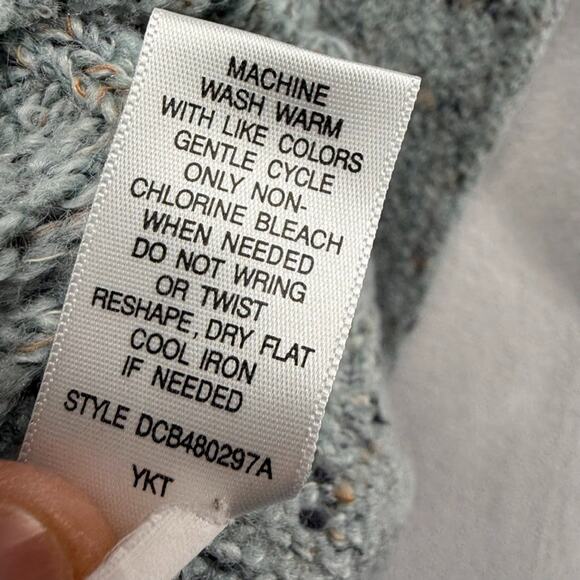 MACHINE
WASH WARM
WITH LIKE COLORS
GENTLE CYCLE
ONLY NON-
CHLORINE BLEACH
WHEN NEEDED
DO NOT WRING
OR TWIST
RESHAPE, DRY FLAT
COOL IRON
IF NEEDED
STYLE DCB480297A
YKT